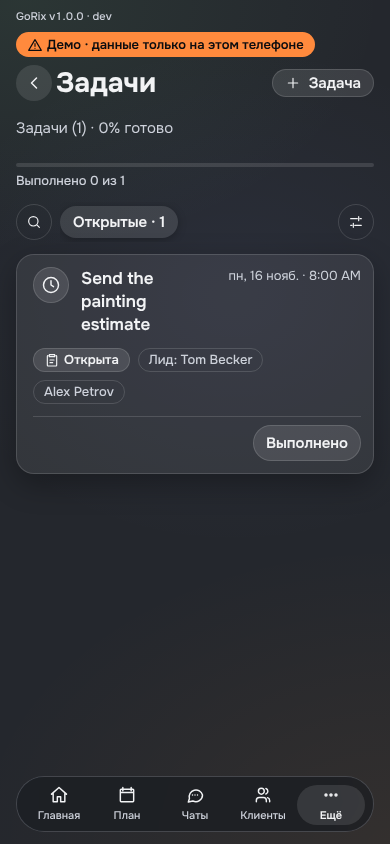 GoRix v1.0.0 · dev
Демо · данные только на этом телефоне
Задачи
Задача
Задачи (1) · 0% готово
Выполнено 0 из 1
Открытые · 1
Send the
painting
estimate
пн, 16 нояб. · 8:00 AM
Открыта
Лид: Tom Becker
Alex Petrov
Выполнено
Главная
План
Чаты
Клиенты
Ещё